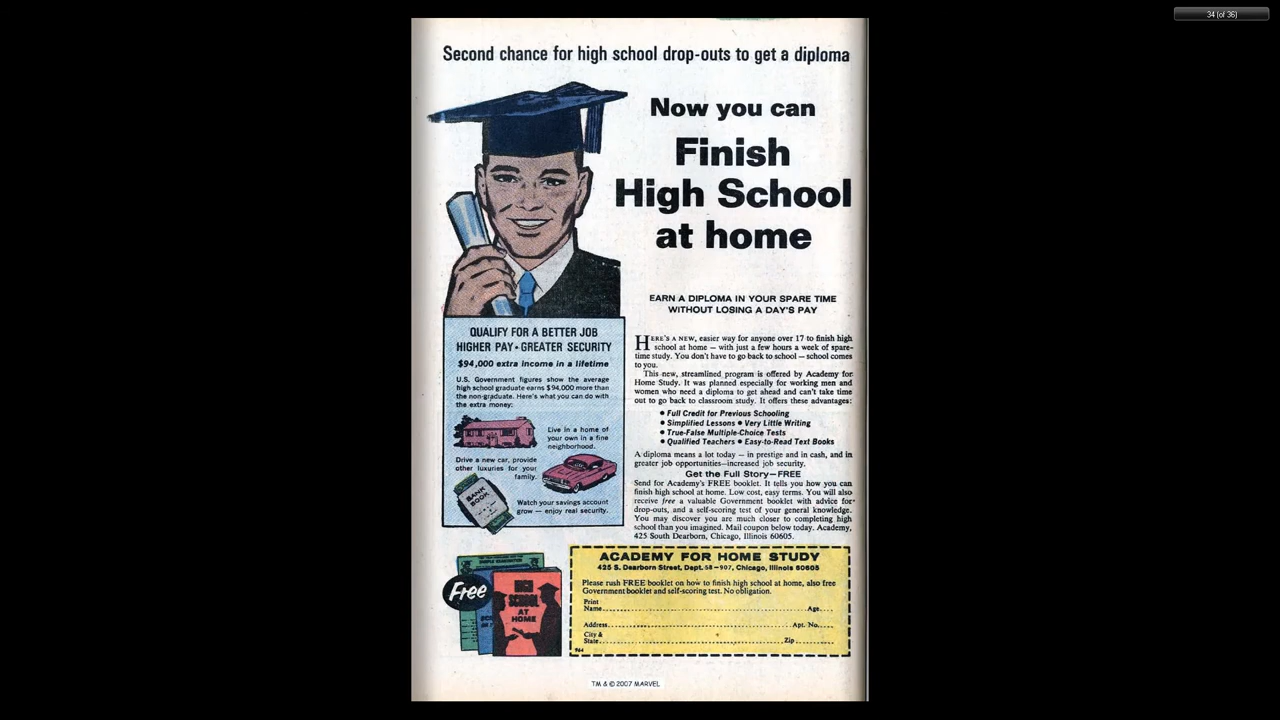 34 (of 36)
Second chance for high school drop-outs to get a diploma
Now you can
Finish
High School
at home
EARN A DIPLOMA IN YOUR SPARE TIME
WITHOUT LOSING A DAY'S PAY
QUALIFY FOR A BETTER JOB
HIGHER PAY • GREATER SECURITY
$94,000 extra income in a lifetime
U.S. Government figures show the average
high school graduate earns $94,000 more than
the non-graduate. Here's what you can do with
the extra money:
Live in a home of
your own in a fine
neighborhood.
Drive a new car, provide
other luxuries for your
family.
BANK
BOOK
Watch your savings account
grow — enjoy real security.
HERE'S A NEW, easier way for anyone over 17 to finish high
school at home — with just a few hours a week of spare-
time study. You don't have to go back to school — school comes
to you.
This new, streamlined program is offered by Academy for
Home Study. It was planned especially for working men and
women who need a diploma to get ahead and can't take time
out to go back to classroom study. It offers these advantages:
• Full Credit for Previous Schooling
• Simplified Lessons • Very Little Writing
• True-False Multiple-Choice Tests
• Qualified Teachers • Easy-to-Read Text Books
A diploma means a lot today — in prestige and in cash, and in
greater job opportunities—increased job security.
Get the Full Story—FREE
Send for Academy's FREE booklet. It tells you how you can
finish high school at home. Low cost, easy terms. You will also
receive free a valuable Government booklet with advice for
drop-outs, and a self-scoring test of your general knowledge.
You may discover you are much closer to completing high
school than you imagined. Mail coupon below today. Academy,
425 South Dearborn, Chicago, Illinois 60605.
Free
HIGH
SCHOOL
AT
HOME
ACADEMY FOR HOME STUDY
425 S. Dearborn Street, Dept. 58-907, Chicago, Illinois 60605
Please rush FREE booklet on how to finish high school at home, also free
Government booklet and self-scoring test. No obligation.
Print
Name Age
Address Apt. No.
City &
State Zip
964
TM & © 2007 MARVEL